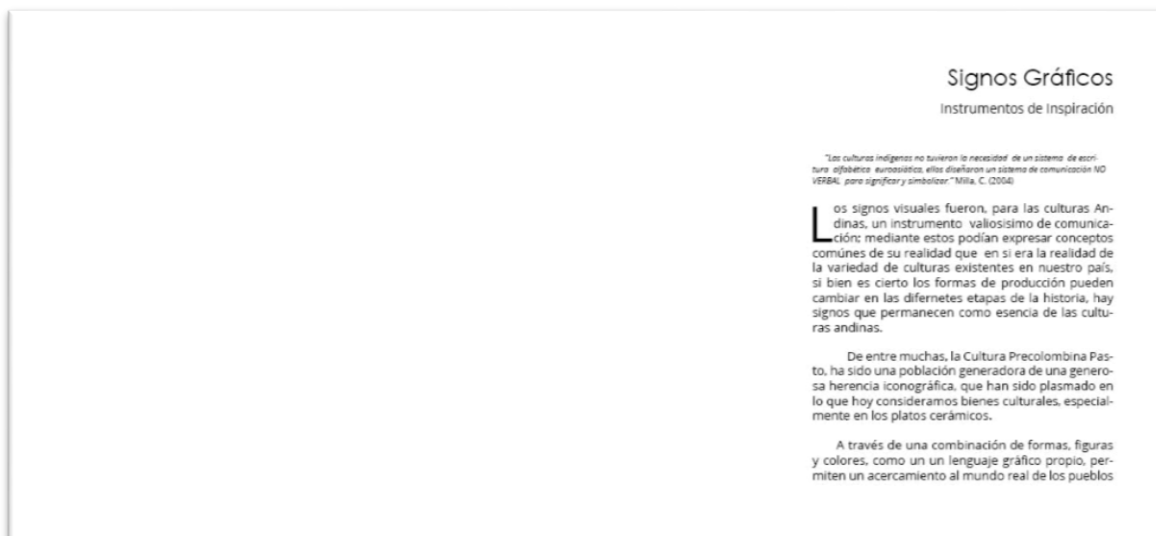 Signos Gráficos
Instrumentos de Inspiración
"Las culturas indígenas no tuvieron la necesidad de un sistema de escri-
tura alfabética euroasiática, ellos diseñaron un sistema de comunicación NO
VERBAL para significar y simbolizar." Milla, C. (2004)
Los signos visuales fueron, para las culturas An-
dinas, un instrumento valiosisimo de comunica-
ción; mediante estos podían expresar conceptos
comúnes de su realidad que en si era la realidad de
la variedad de culturas existentes en nuestro país,
si bien es cierto los formas de producción pueden
cambiar en las difernetes etapas de la historia, hay
signos que permanecen como esencia de las cultu-
ras andinas.
De entre muchas, la Cultura Precolombina Pas-
to, ha sido una población generadora de una genero-
sa herencia iconográfica, que han sido plasmado en
lo que hoy consideramos bienes culturales, especial-
mente en los platos cerámicos.
A través de una combinación de formas, figuras
y colores, como un un lenguaje gráfico propio, per-
miten un acercamiento al mundo real de los pueblos